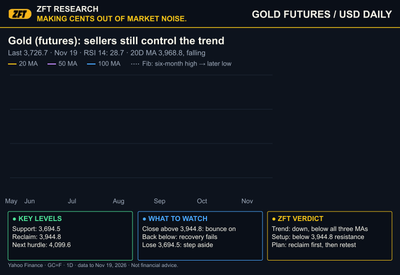 ZFT
ZFT RESEARCH
MAKING CENTS OUT OF MARKET NOISE.
GOLD FUTURES / USD DAILY
Gold (futures): sellers still control the trend
Last 3,726.7 · Nov 19 · RSI 14: 28.7 · 20D MA 3,968.8, falling
20 MA
50 MA
100 MA
Fib: six-month high → later low
May Jun Jul Aug Sep Oct Nov
● KEY LEVELS
Support: 3,694.5
Reclaim: 3,944.8
Next hurdle: 4,099.6
● WHAT TO WATCH
Close above 3,944.8: bounce on
Back below: recovery fails
Lose 3,694.5: step aside
● ZFT VERDICT
Trend: down, below all three MAs
Setup: below 3,944.8 resistance
Plan: reclaim first, then retest
Yahoo Finance · GC=F · 1D · data to Nov 19, 2026 · Not financial advice.